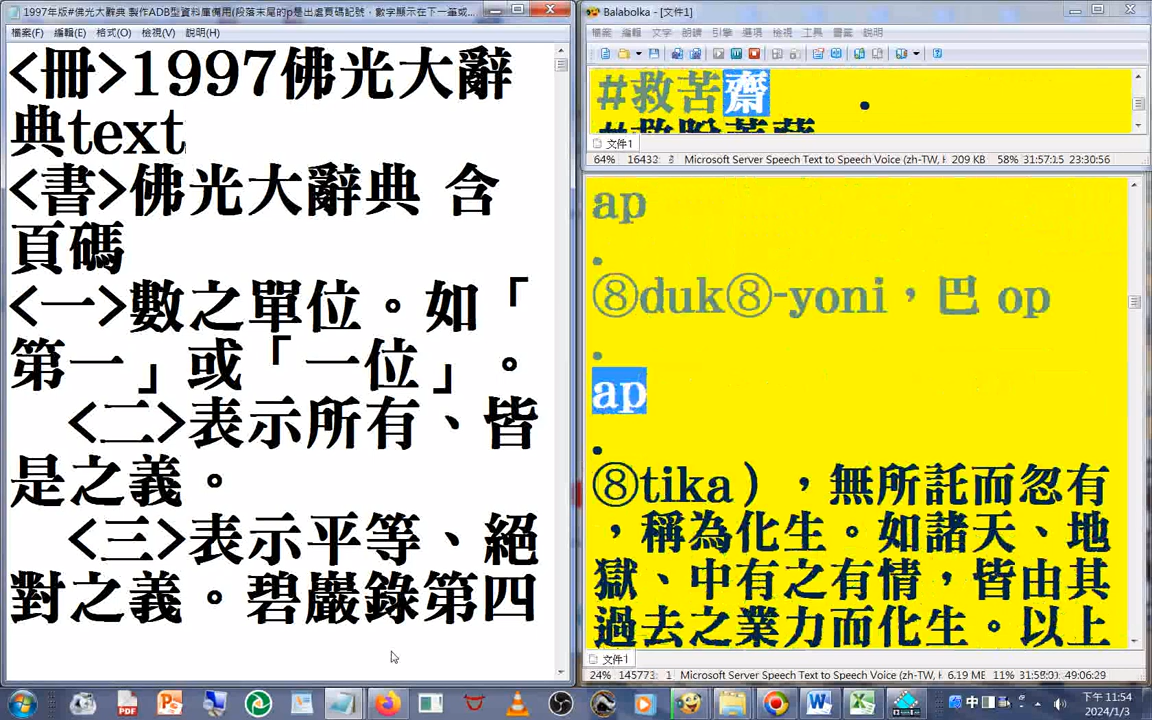 1997年版#佛光大辭典 製作ADB型資料庫備用(段落末尾的p是出處頁碼記號，數字顯示在下一筆或...
檔案(F) 編輯(E) 格式(O) 檢視(V) 說明(H)
<冊>1997佛光大辭
典text
<書>佛光大辭典 含
頁碼
<一>數之單位。如「
第一」或「一位」。
<二>表示所有、皆
是之義。
<三>表示平等、絕
對之義。碧巖錄第四
Balabolka - [文件1]
檔案 編輯 文字 朗讀 引擎 選項 檢視 工具 書籤 說明
#救苦齋
文件1
64% 16432: Microsoft Server Speech Text to Speech Voice (zh-TW, H 209 KB 58% 31:57:15 23:30:56
ap
.
⑧duk⑧-yoni，巴 op
.
ap
.
⑧tika），無所託而忽有
，稱為化生。如諸天、地
獄、中有之有情，皆由其
過去之業力而化生。以上
文件1
24% 145773: Microsoft Server Speech Text to Speech Voice (zh-TW, H 6.19 MB 11% 31:58:00 49:06:29
中
下午 11:54
2024/1/3